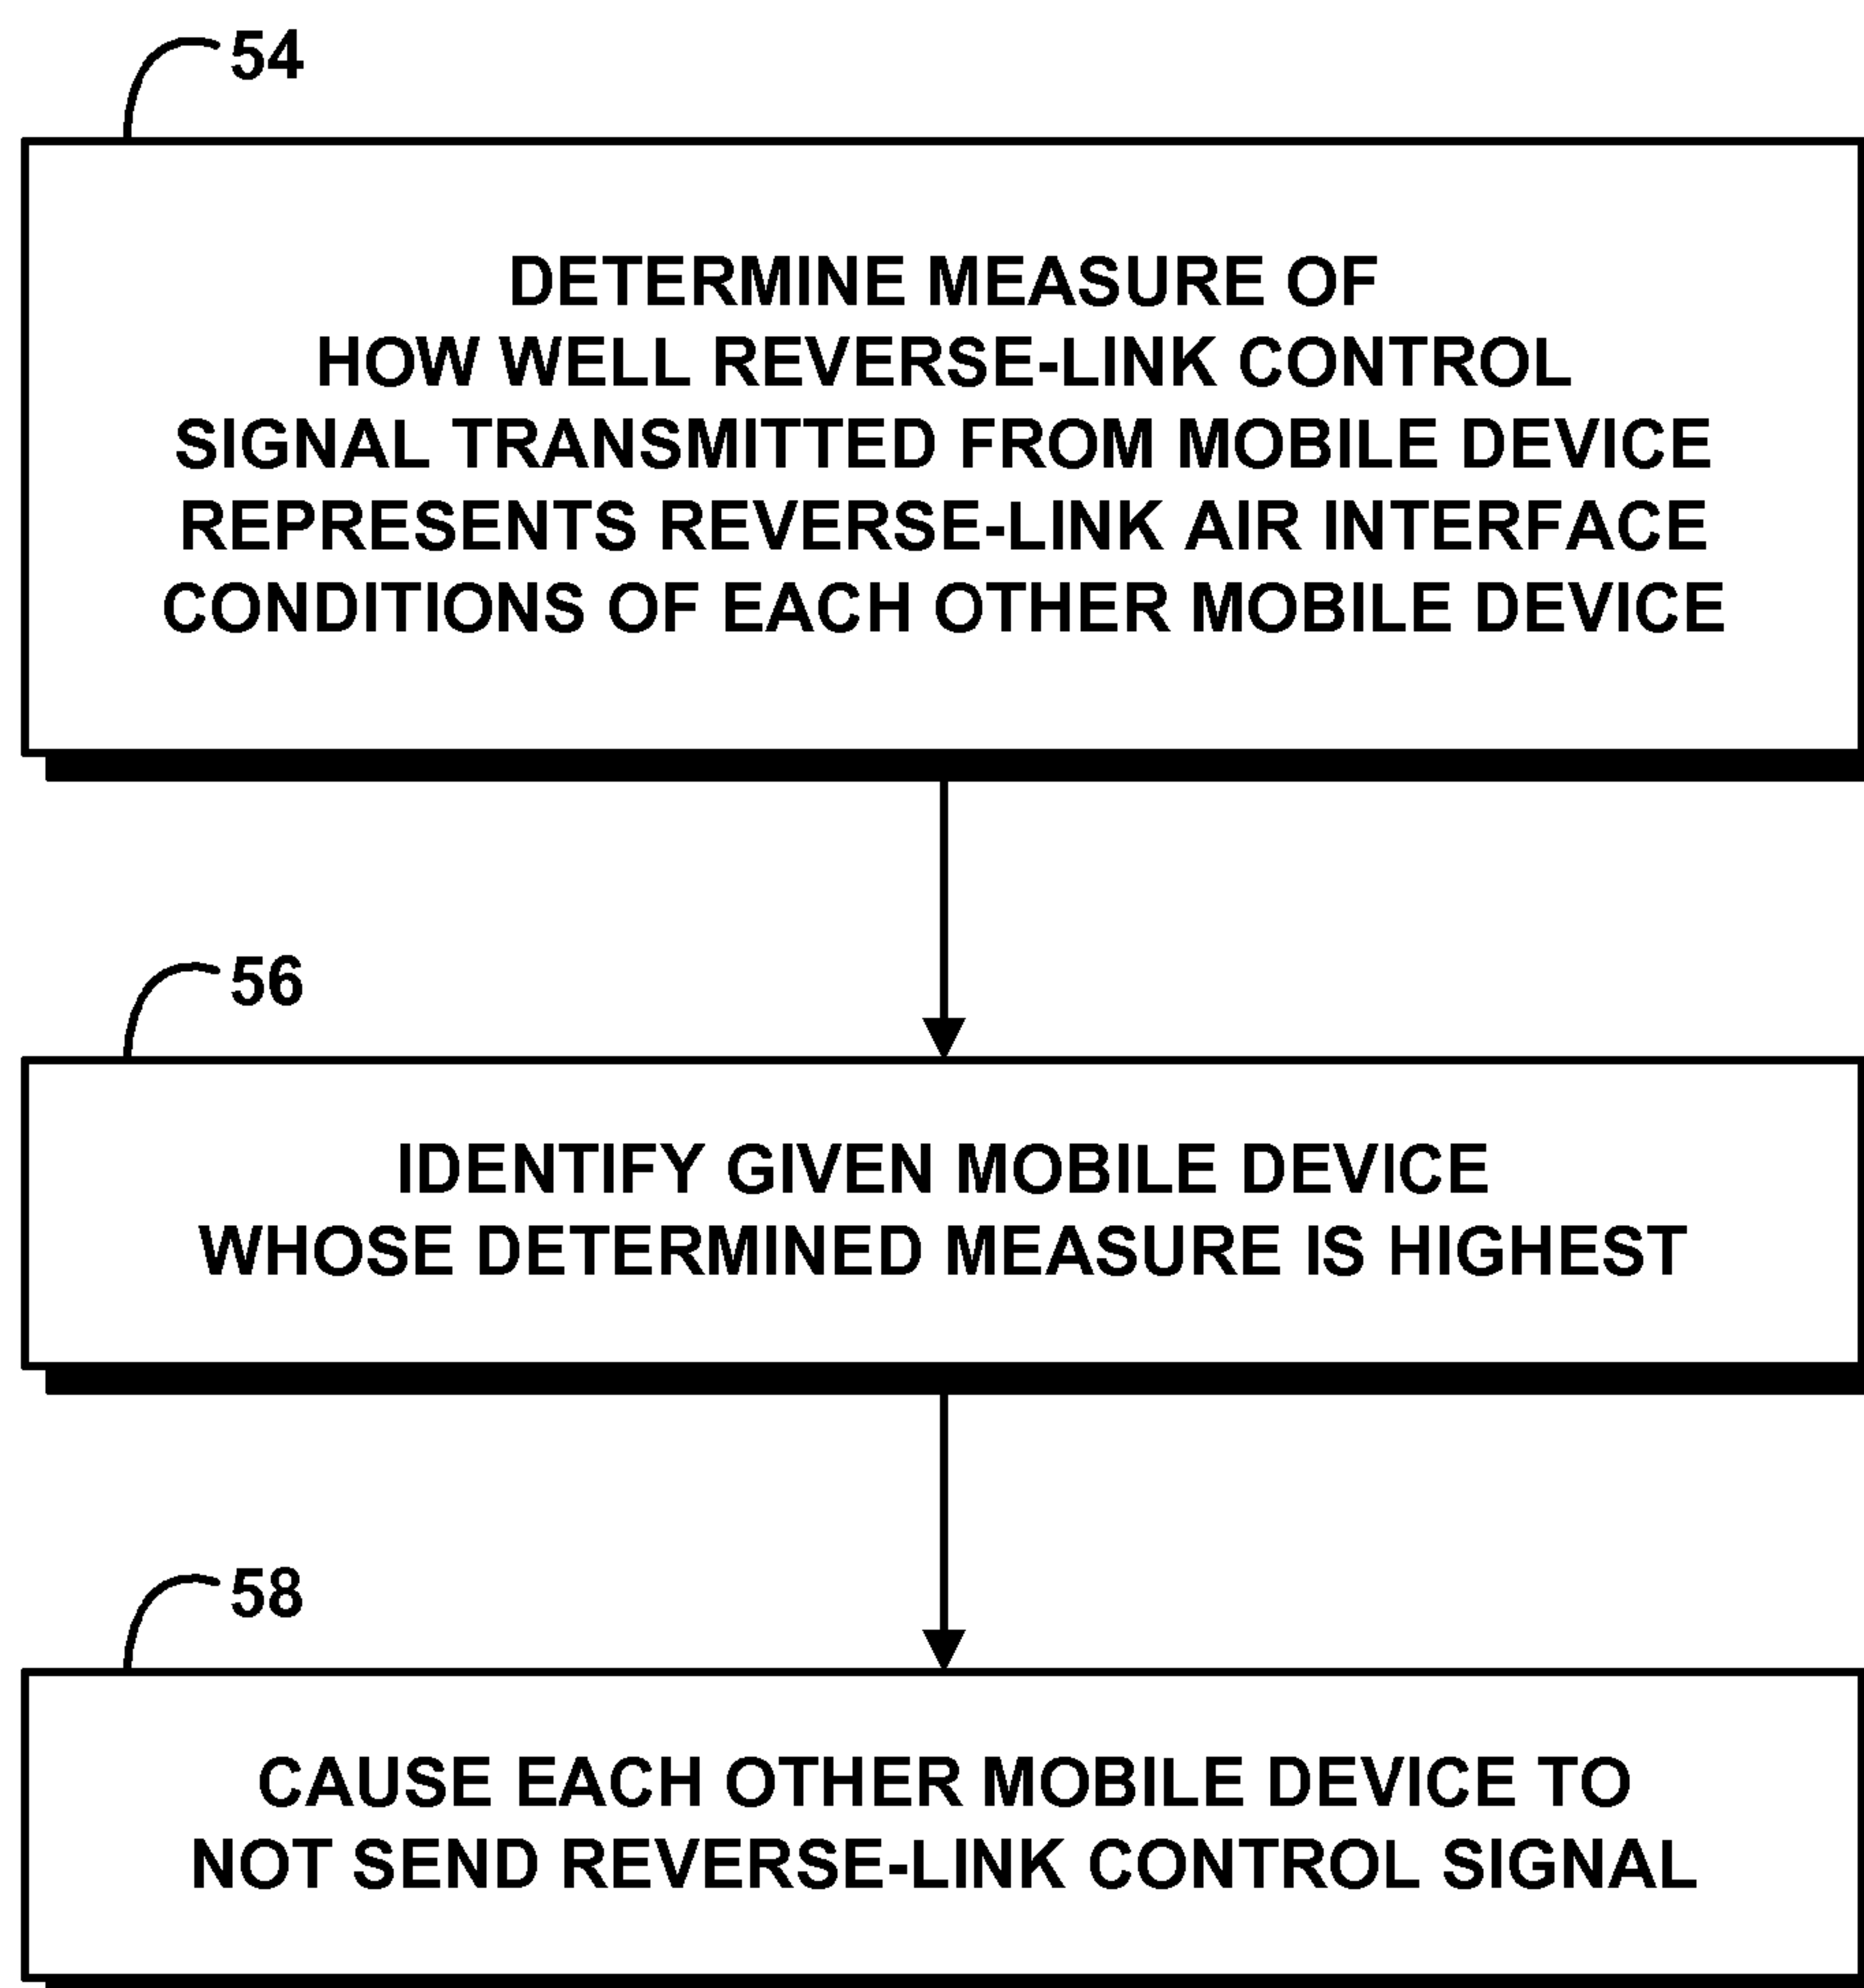 54
DETERMINE MEASURE OF
HOW WELL REVERSE-LINK CONTROL
SIGNAL TRANSMITTED FROM MOBILE DEVICE
REPRESENTS REVERSE-LINK AIR INTERFACE
CONDITIONS OF EACH OTHER MOBILE DEVICE
56
IDENTIFY GIVEN MOBILE DEVICE
WHOSE DETERMINED MEASURE IS HIGHEST
58
CAUSE EACH OTHER MOBILE DEVICE TO
NOT SEND REVERSE-LINK CONTROL SIGNAL